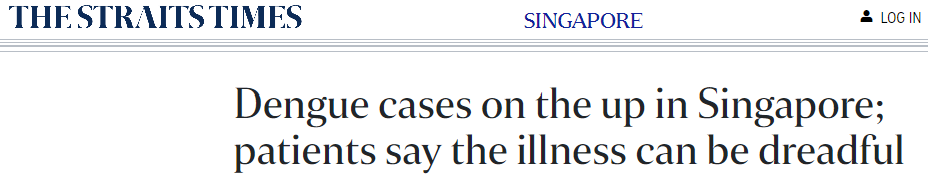 THE STRAITS TIMES
SINGAPORE
LOG IN
Dengue cases on the up in Singapore;
patients say the illness can be dreadful